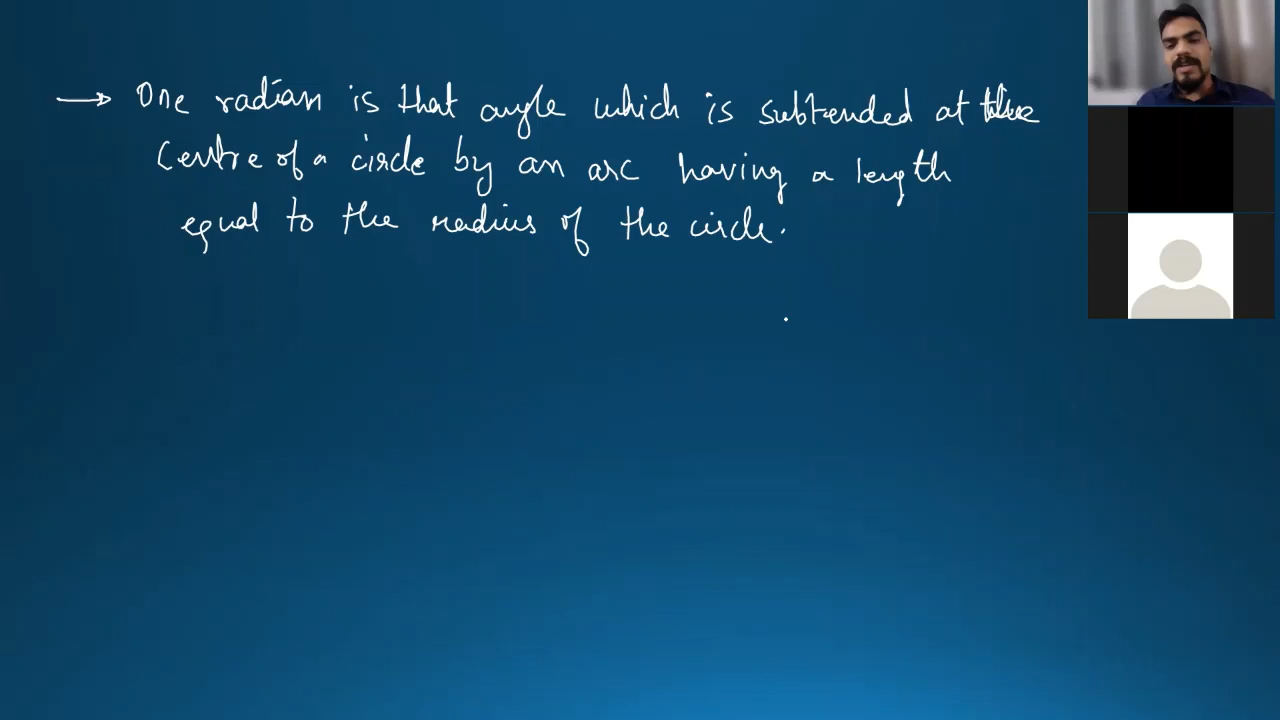 → One radian is that angle which is subtended at the
Centre of a circle by an arc having a length
equal to the radius of the circle.